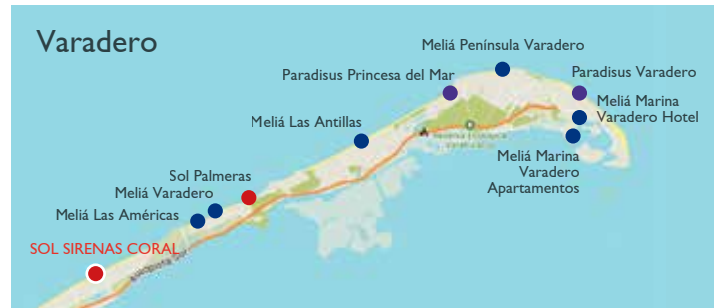 Varadero
Meliá Península Varadero
Paradisus Princesa del Mar
Paradisus Varadero
Meliá Marina
Varadero Hotel
Meliá Las Antillas
Meliá Marina
Varadero
Apartamentos
Sol Palmeras
Meliá Varadero
Meliá Las Américas
SOL SIRENAS CORAL